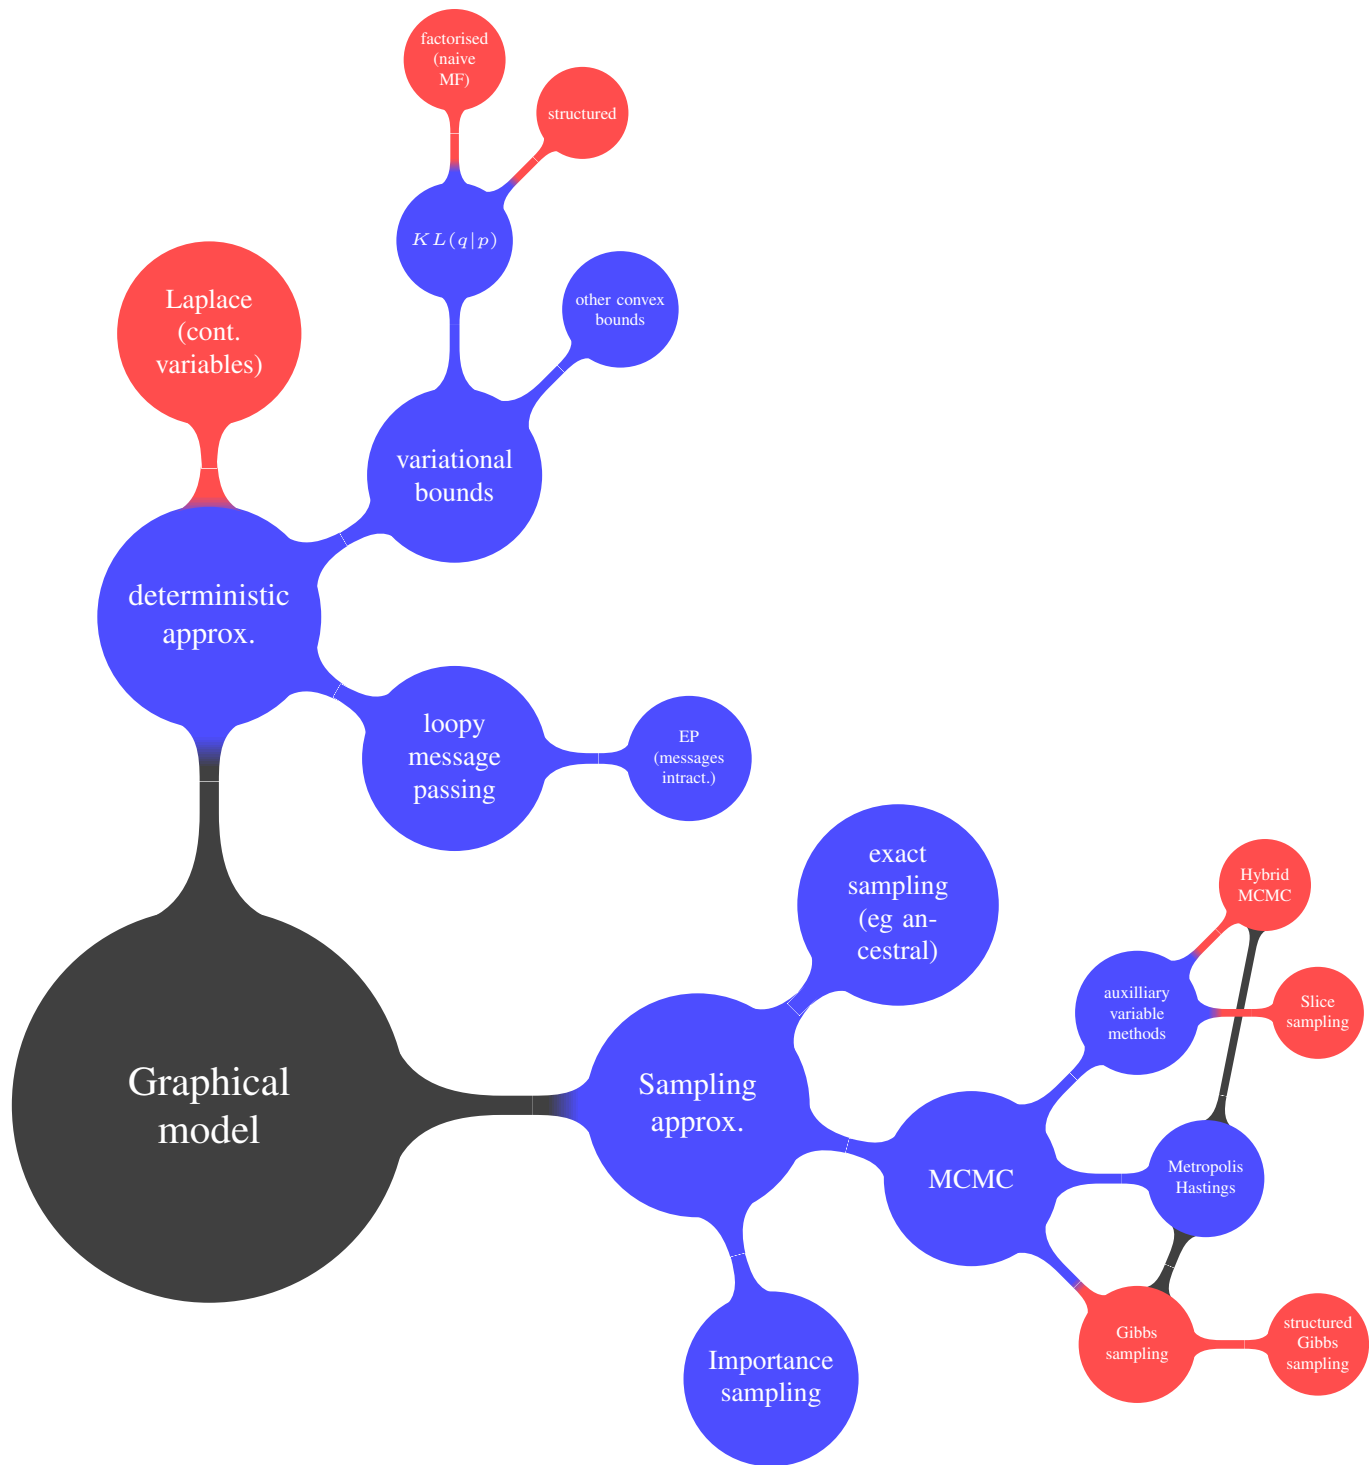 factorised
(naive
MF)
structured
KL(q|p)
other convex
bounds
Laplace
(cont.
variables)
variational
bounds
deterministic
approx.
loopy
message
passing
EP
(messages
intract.)
exact
sampling
(eg an-
cestral)
Hybrid
MCMC
auxilliary
variable
methods
Slice
sampling
Graphical
model
Sampling
approx.
MCMC
Metropolis
Hastings
Importance
sampling
Gibbs
sampling
structured
Gibbs
sampling